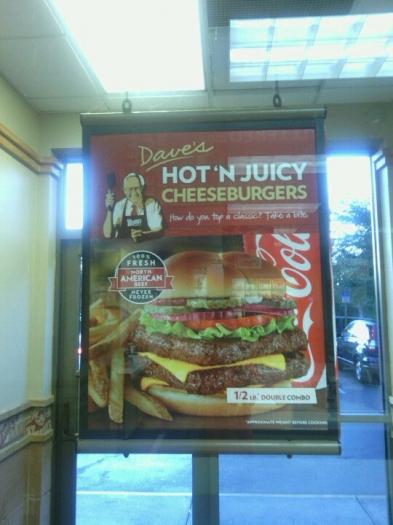 Dave's
HOT 'N JUICY
CHEESEBURGERS
How do you top a classic? Take a bite.
100%
FRESH
NORTH
AMERICAN
BEEF
NEVER
FROZEN
1/2 LB.* DOUBLE COMBO
*APPROXIMATE WEIGHT BEFORE COOKING.